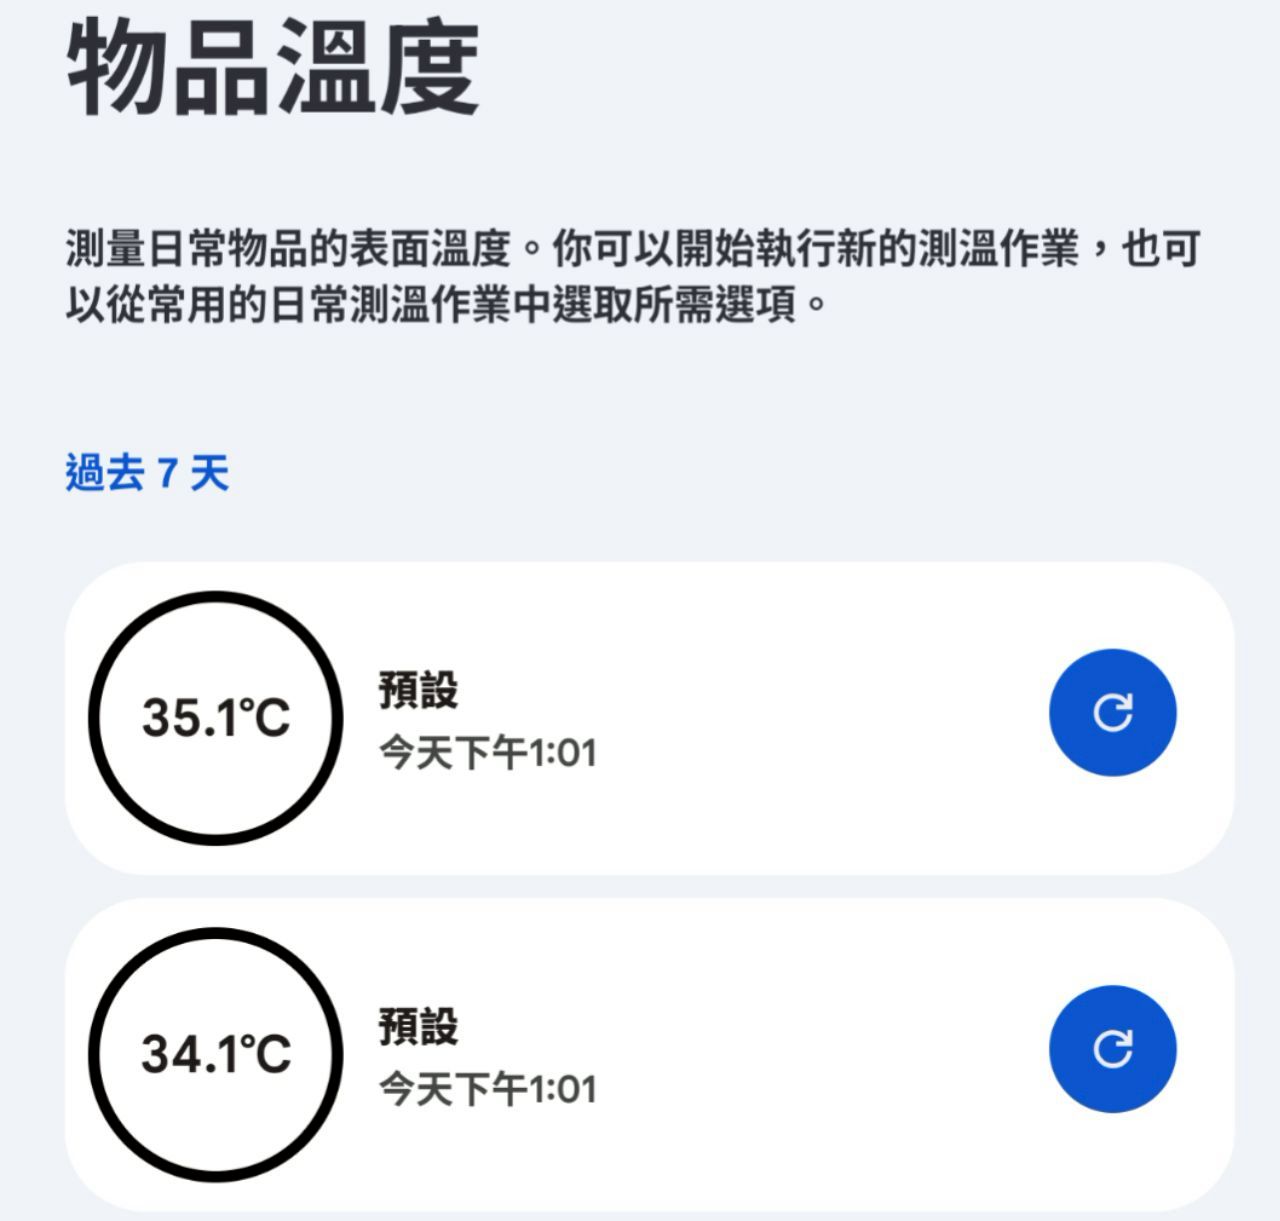 物品溫度
測量日常物品的表面溫度。你可以開始執行新的測溫作業，也可
以從常用的日常測溫作業中選取所需選項。
過去 7 天
35.1°C
預設
今天下午1:01
34.1°C
預設
今天下午1:01